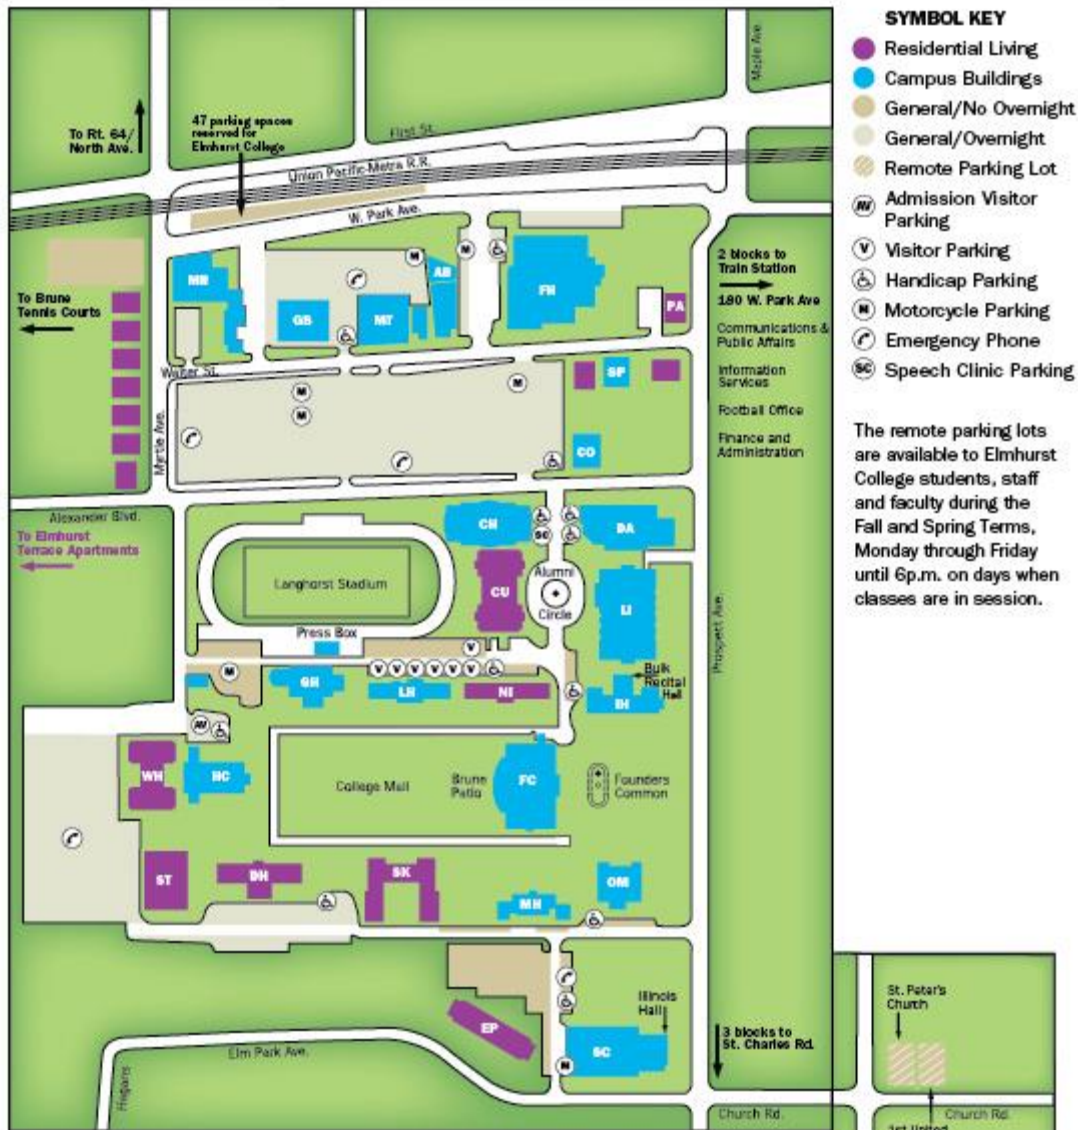 SYMBOL KEY
Residential Living
Campus Buildings
General/No Overnight
General/Overnight
Remote Parking Lot
AV
Admission Visitor
Parking
V
Visitor Parking
Handicap Parking
M
Motorcycle Parking
Emergency Phone
SC
Speech Clinic Parking
The remote parking lots
are available to Elmhurst
College students, staff
and faculty during the
Fall and Spring Terms,
Monday through Friday
until 6p.m. on days when
classes are in session.
Maple Ave.
To Rt. 64/
North Ave.
47 parking spaces
reserved for
Elmhurst College
First St.
Union Pacific-Metra R.R.
W. Park Ave.
M
M
AB
FH
MT
GB
PA
2 blocks to
Train Station
190 W. Park Ave
Communications &
Public Affairs
Information
Services
Football Office
Finance and
Administration
To Brune
Tennis Courts
Walter St.
SP
M
M
M
CO
Myrtle Ave.
Alexander Blvd.
To Elmhurst
Terrace Apartments
CH
SC
DA
Langhorst Stadium
CU
Alumni
Circle
LI
Prospect Ave.
Press Box
V
V V V V V V
M
GH
LH
NI
Bulk
Recital
Hall
IH
AV
WH
HC
College Mall
Brune
Patio
FC
Founders
Common
ST
DH
SK
MH
OM
EP
Illinois
Hall
SC
M
Elm Park Ave.
3 blocks to
St. Charles Rd.
Church Rd.
St. Peter's
Church
Church Rd.
1st United